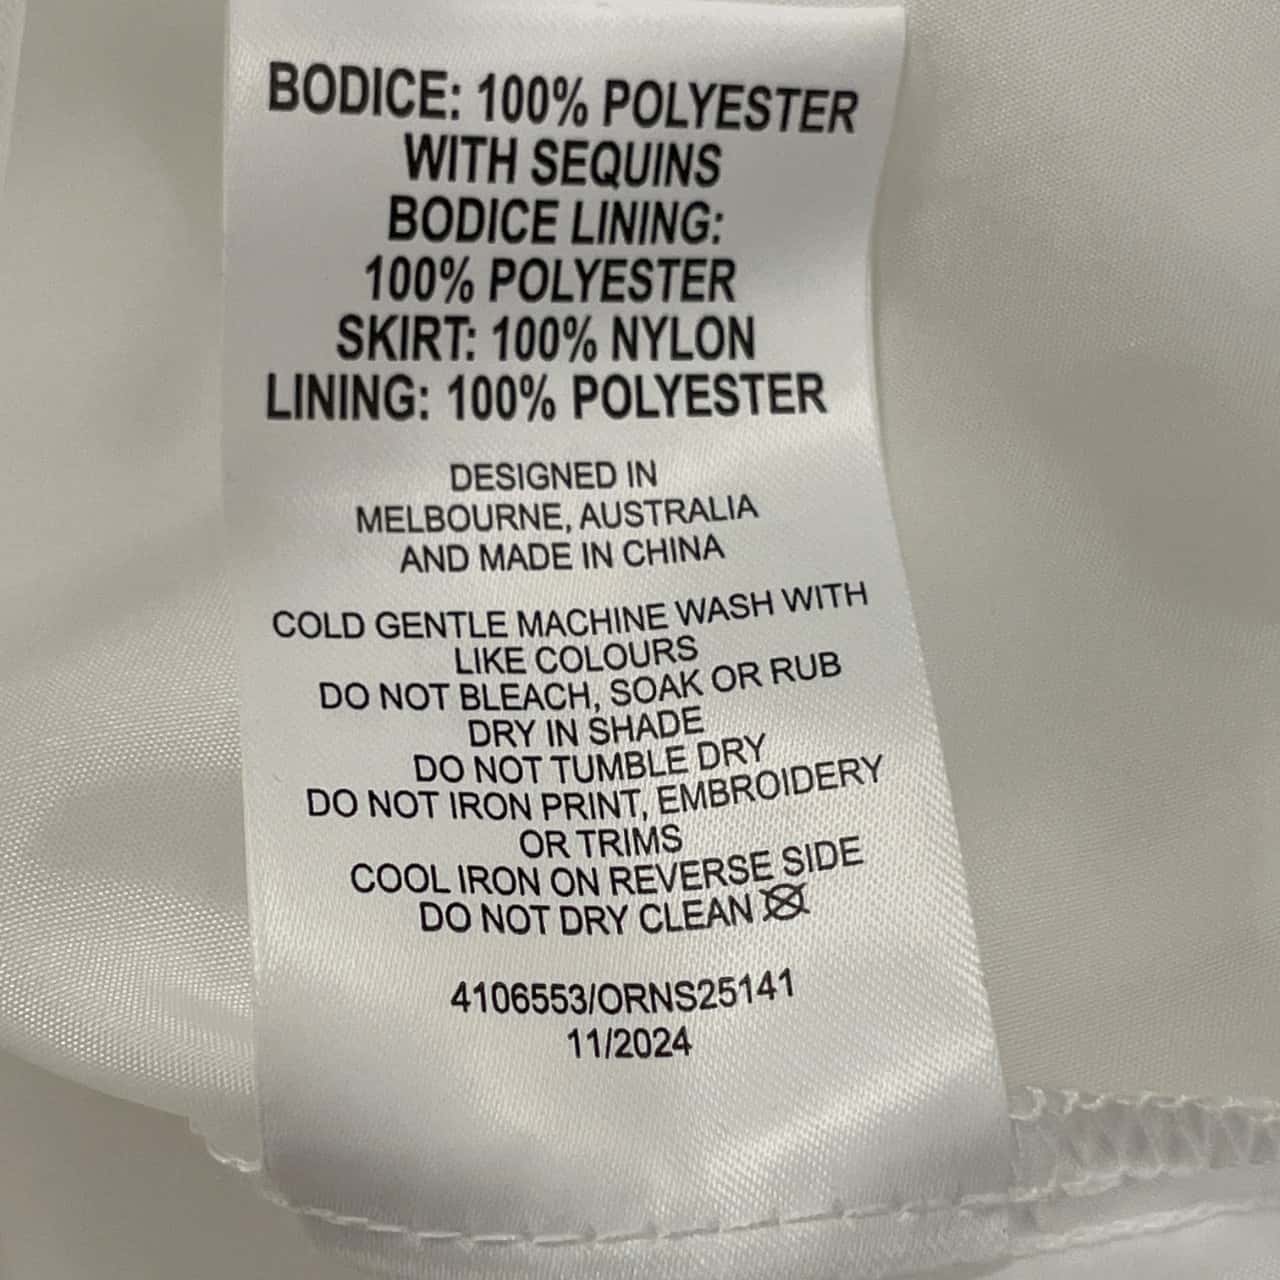 BODICE: 100% POLYESTER
WITH SEQUINS
BODICE LINING:
100% POLYESTER
SKIRT: 100% NYLON
LINING: 100% POLYESTER
DESIGNED IN
MELBOURNE, AUSTRALIA
AND MADE IN CHINA
COLD GENTLE MACHINE WASH WITH
LIKE COLOURS
DO NOT BLEACH, SOAK OR RUB
DRY IN SHADE
DO NOT TUMBLE DRY
DO NOT IRON PRINT, EMBROIDERY
OR TRIMS
COOL IRON ON REVERSE SIDE
DO NOT DRY CLEAN
4106553/ORNS25141
11/2024